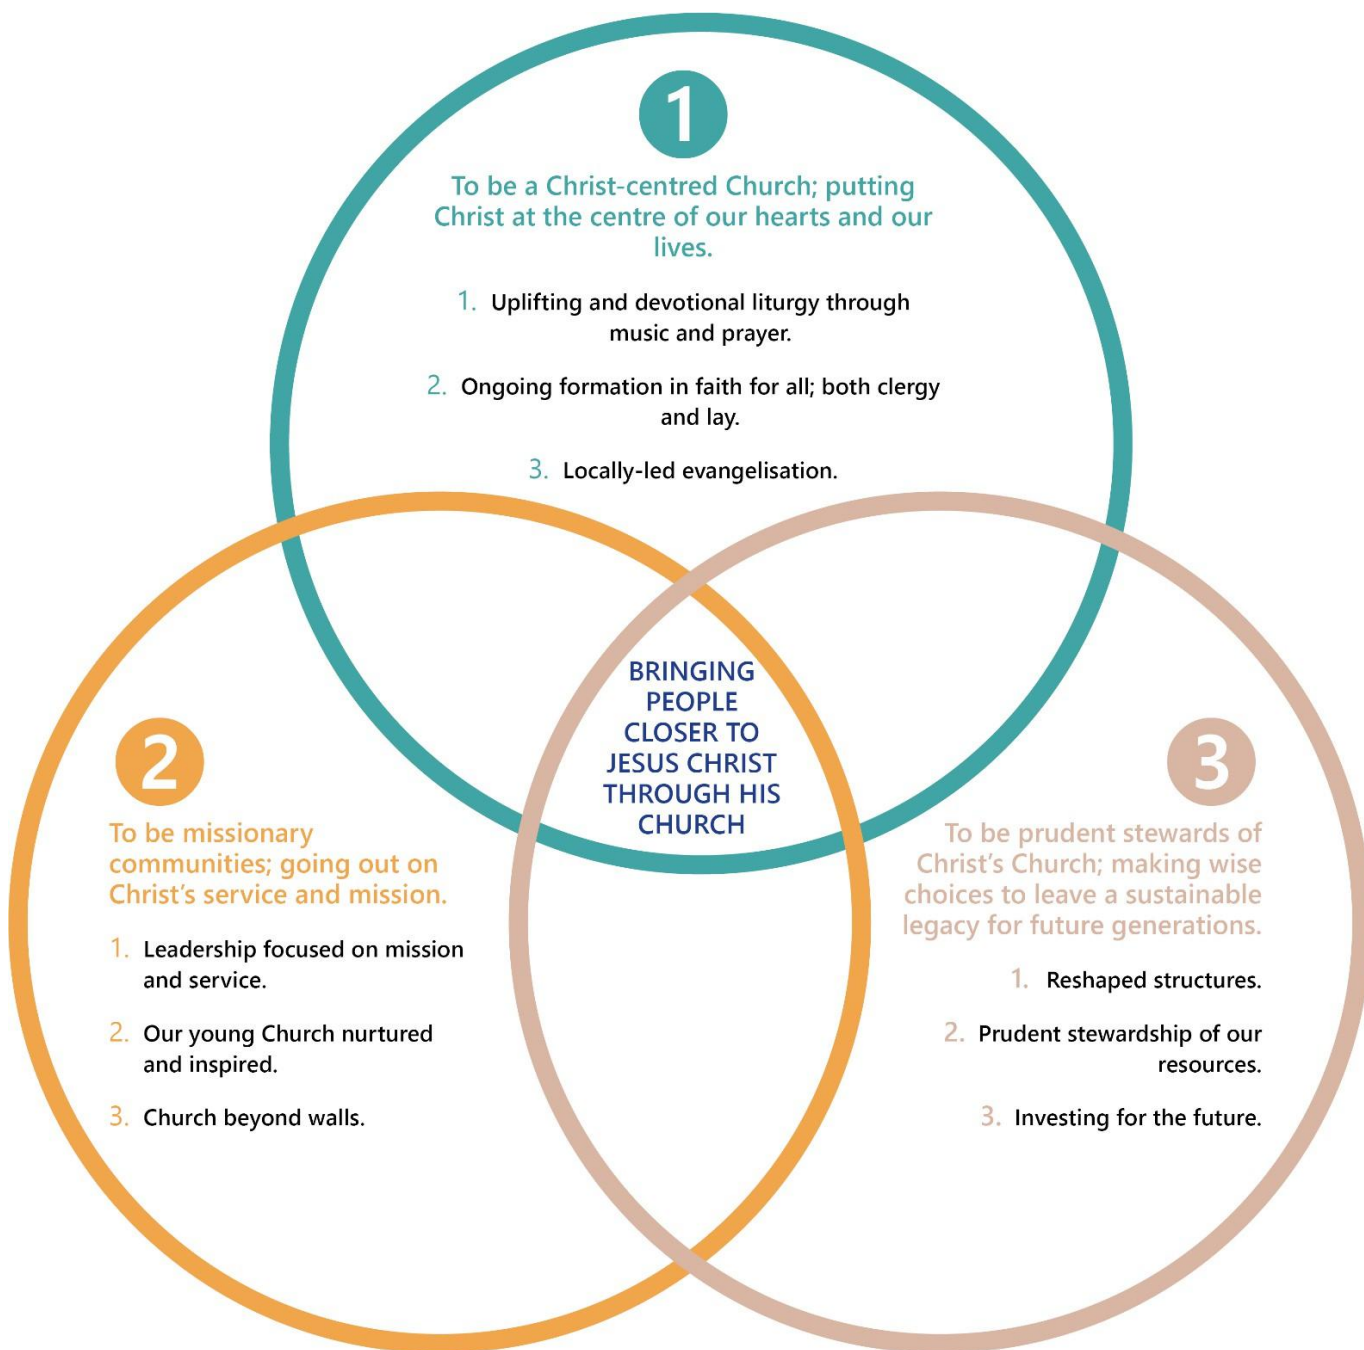 1
To be a Christ-centred Church; putting
Christ at the centre of our hearts and our
lives.
1. Uplifting and devotional liturgy through
music and prayer.
2. Ongoing formation in faith for all; both clergy
and lay.
3. Locally-led evangelisation.
BRINGING
PEOPLE
CLOSER TO
JESUS CHRIST
THROUGH HIS
CHURCH
2
To be missionary
communities; going out on
Christ’s service and mission.
1. Leadership focused on mission
and service.
2. Our young Church nurtured
and inspired.
3. Church beyond walls.
3
To be prudent stewards of
Christ’s Church; making wise
choices to leave a sustainable
legacy for future generations.
1. Reshaped structures.
2. Prudent stewardship of our
resources.
3. Investing for the future.